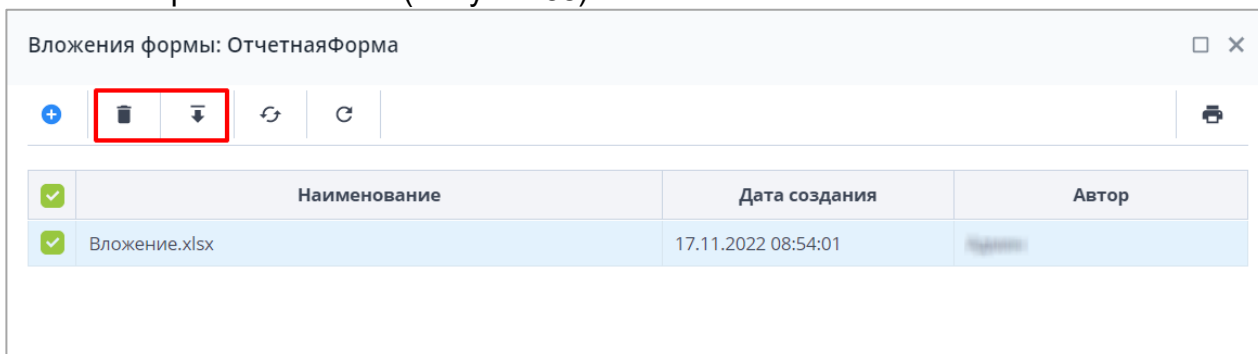 Вложения формы: ОтчетнаяФорма
Наименование Дата создания Автор
Вложение.xlsx 17.11.2022 08:54:01